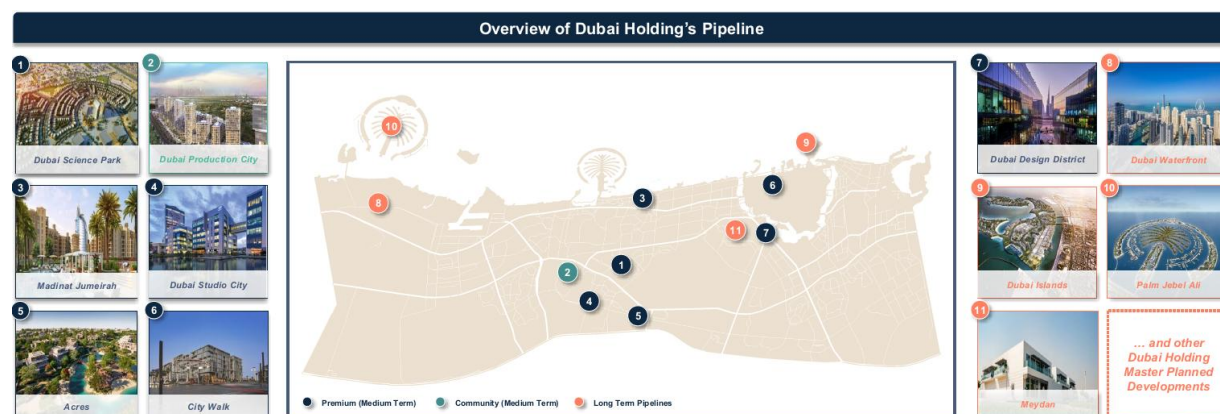 Overview of Dubai Holding's Pipeline
1
Dubai Science Park
2
Dubai Production City
3
Madinat Jumeirah
4
Dubai Studio City
5
Acres
6
City Walk
10
9
8
3
6
11
7
1
2
4
5
Premium (Medium Term)
Community (Medium Term)
Long Term Pipelines
7
Dubai Design District
8
Dubai Waterfront
9
Dubai Islands
10
Palm Jebel Ali
11
Meydan
... and other
Dubai Holding
Master Planned
Developments